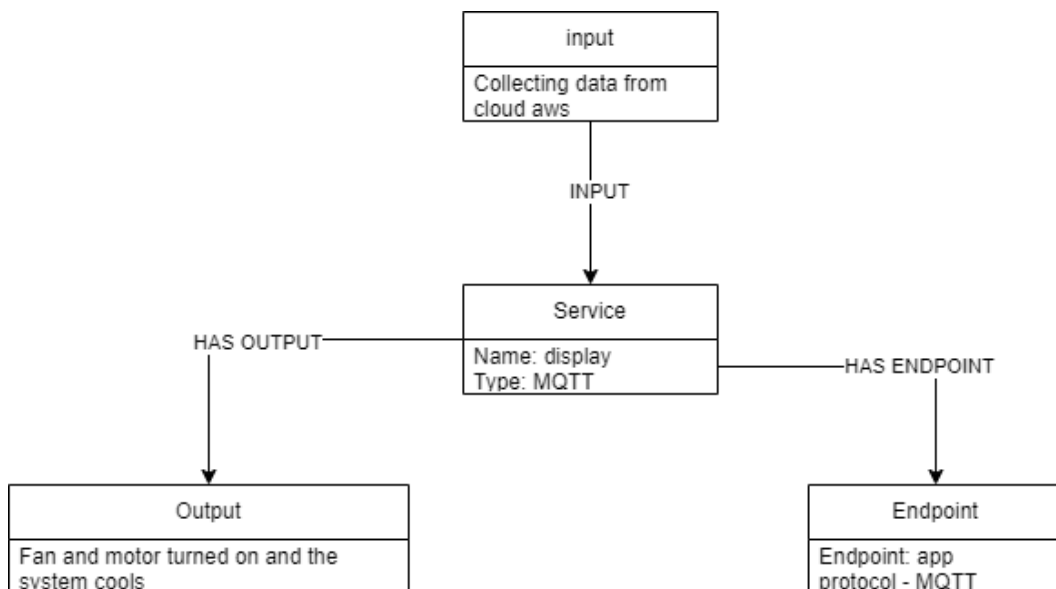 input
Collecting data from
cloud aws
INPUT
Service
Name: display
Type: MQTT
HAS OUTPUT
HAS ENDPOINT
Output
Fan and motor turned on and the
system cools
Endpoint
Endpoint: app
protocol - MQTT